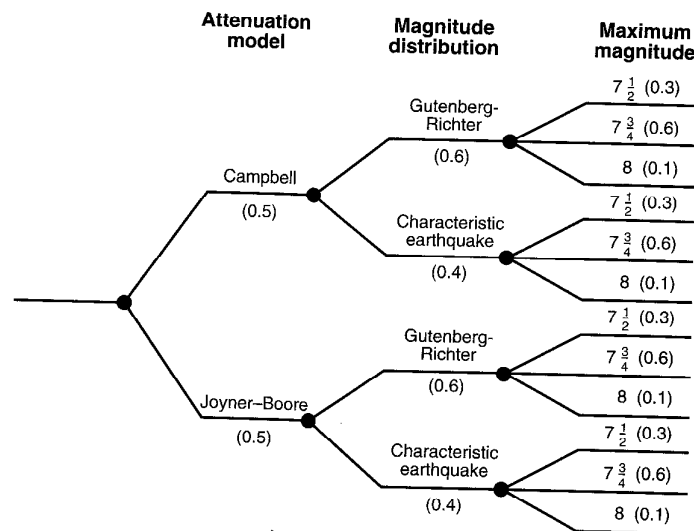 Attenuation
model
Magnitude
distribution
Maximum
magnitude
Campbell
(0.5)
Gutenberg-
Richter
(0.6)
7 1/2 (0.3)
7 3/4 (0.6)
8 (0.1)
Characteristic
earthquake
(0.4)
7 1/2 (0.3)
7 3/4 (0.6)
8 (0.1)
Joyner–Boore
(0.5)
Gutenberg-
Richter
(0.6)
7 1/2 (0.3)
7 3/4 (0.6)
8 (0.1)
Characteristic
earthquake
(0.4)
7 1/2 (0.3)
7 3/4 (0.6)
8 (0.1)